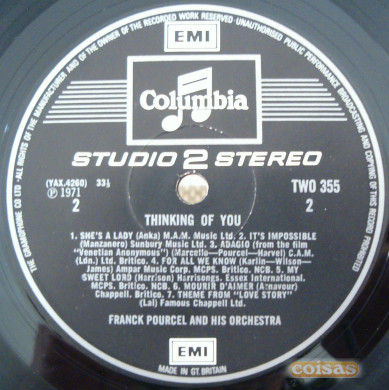 THE GRAMOPHONE CO LTD · ALL RIGHTS OF THE MANUFACTURER AND OF THE OWNER OF THE RECORDED WORK RESERVED · UNAUTHORISED PUBLIC PERFORMANCE BROADCASTING AND COPYING OF THIS RECORD PROHIBITED
EMI
Columbia
STUDIO 2 STEREO
(YAX.4260) 33⅓
℗ 1971
2
TWO 355
2
THINKING OF YOU
1. SHE'S A LADY (Anka) M.A.M. Music Ltd. 2. IT'S IMPOSSIBLE
(Manzanero) Sunbury Music Ltd. 3. ADAGIO (from the film
"Venetian Anonymous") (Marcello—Pourcel—Harvel) C.A.M.
(Ldn.) Ltd. Britico. 4. FOR ALL WE KNOW (Karlin—Wilson—
James) Ampar Music Corp. MCPS. Britico. NCB. 5. MY
SWEET LORD (Harrison) Harrisongs. Essex International.
MCPS. Britico. NCB. 6. MOURIR D'AIMER (Aznavour)
Chappell. Britico. 7. THEME FROM "LOVE STORY"
(Lai) Famous Chappell Ltd.
FRANCK POURCEL AND HIS ORCHESTRA
EMI
MADE IN GT. BRITAIN
coisas